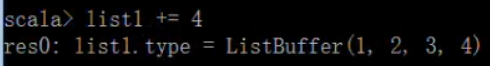 scala> list1 += 4
res0: list1.type = ListBuffer(1, 2, 3, 4)